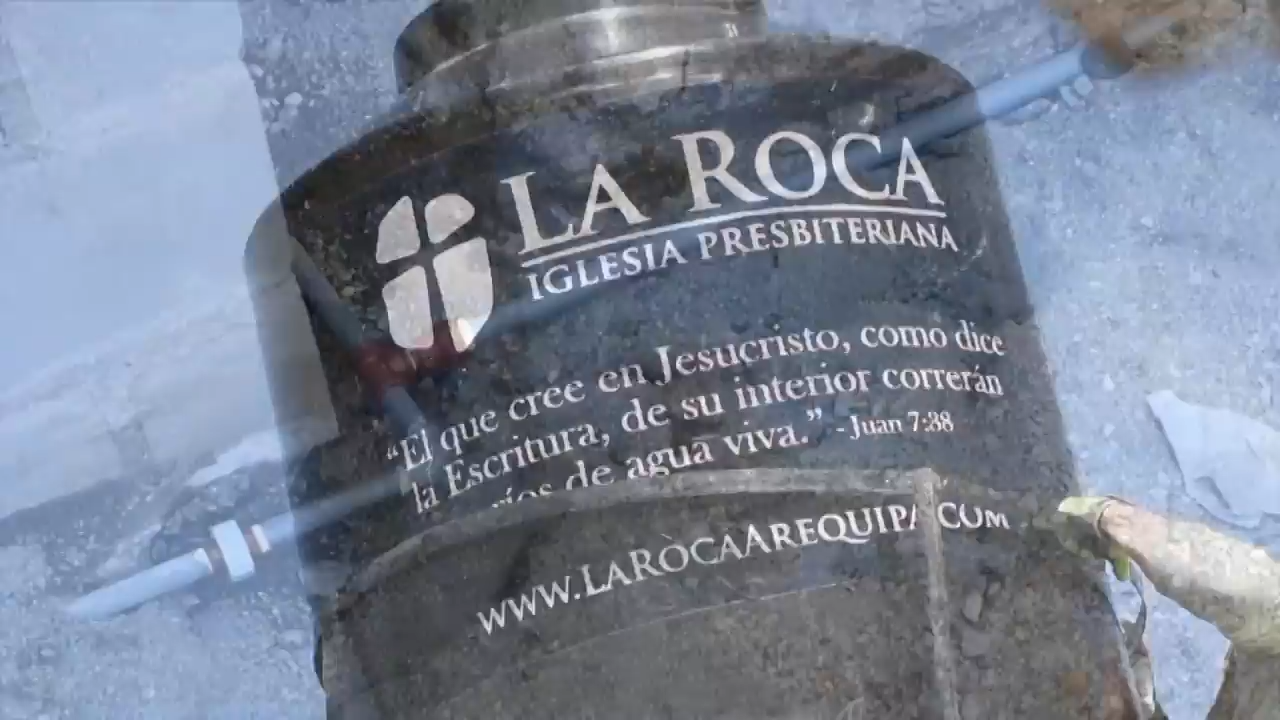 LA ROCA
IGLESIA PRESBITERIANA
“El que cree en Jesucristo, como dice
la Escritura, de su interior correrán
ríos de agua viva.” - Juan 7:38
WWW.LAROCAAREQUIPA.COM